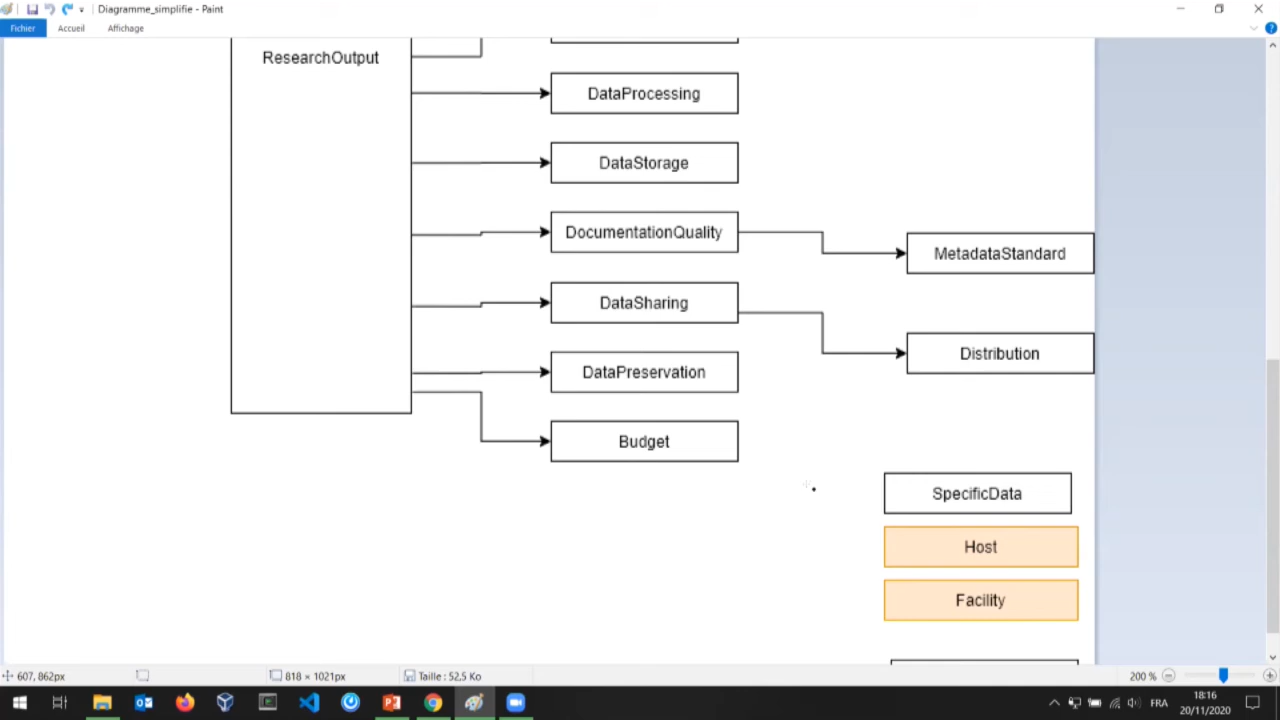 Diagramme_simplifie - Paint
Fichier
Accueil
Affichage
ResearchOutput
DataProcessing
DataStorage
DocumentationQuality
MetadataStandard
DataSharing
Distribution
DataPreservation
Budget
SpecificData
Host
Facility
607, 862px
818 × 1021px
Taille : 52,5 Ko
200 %
FRA
18:16
20/11/2020